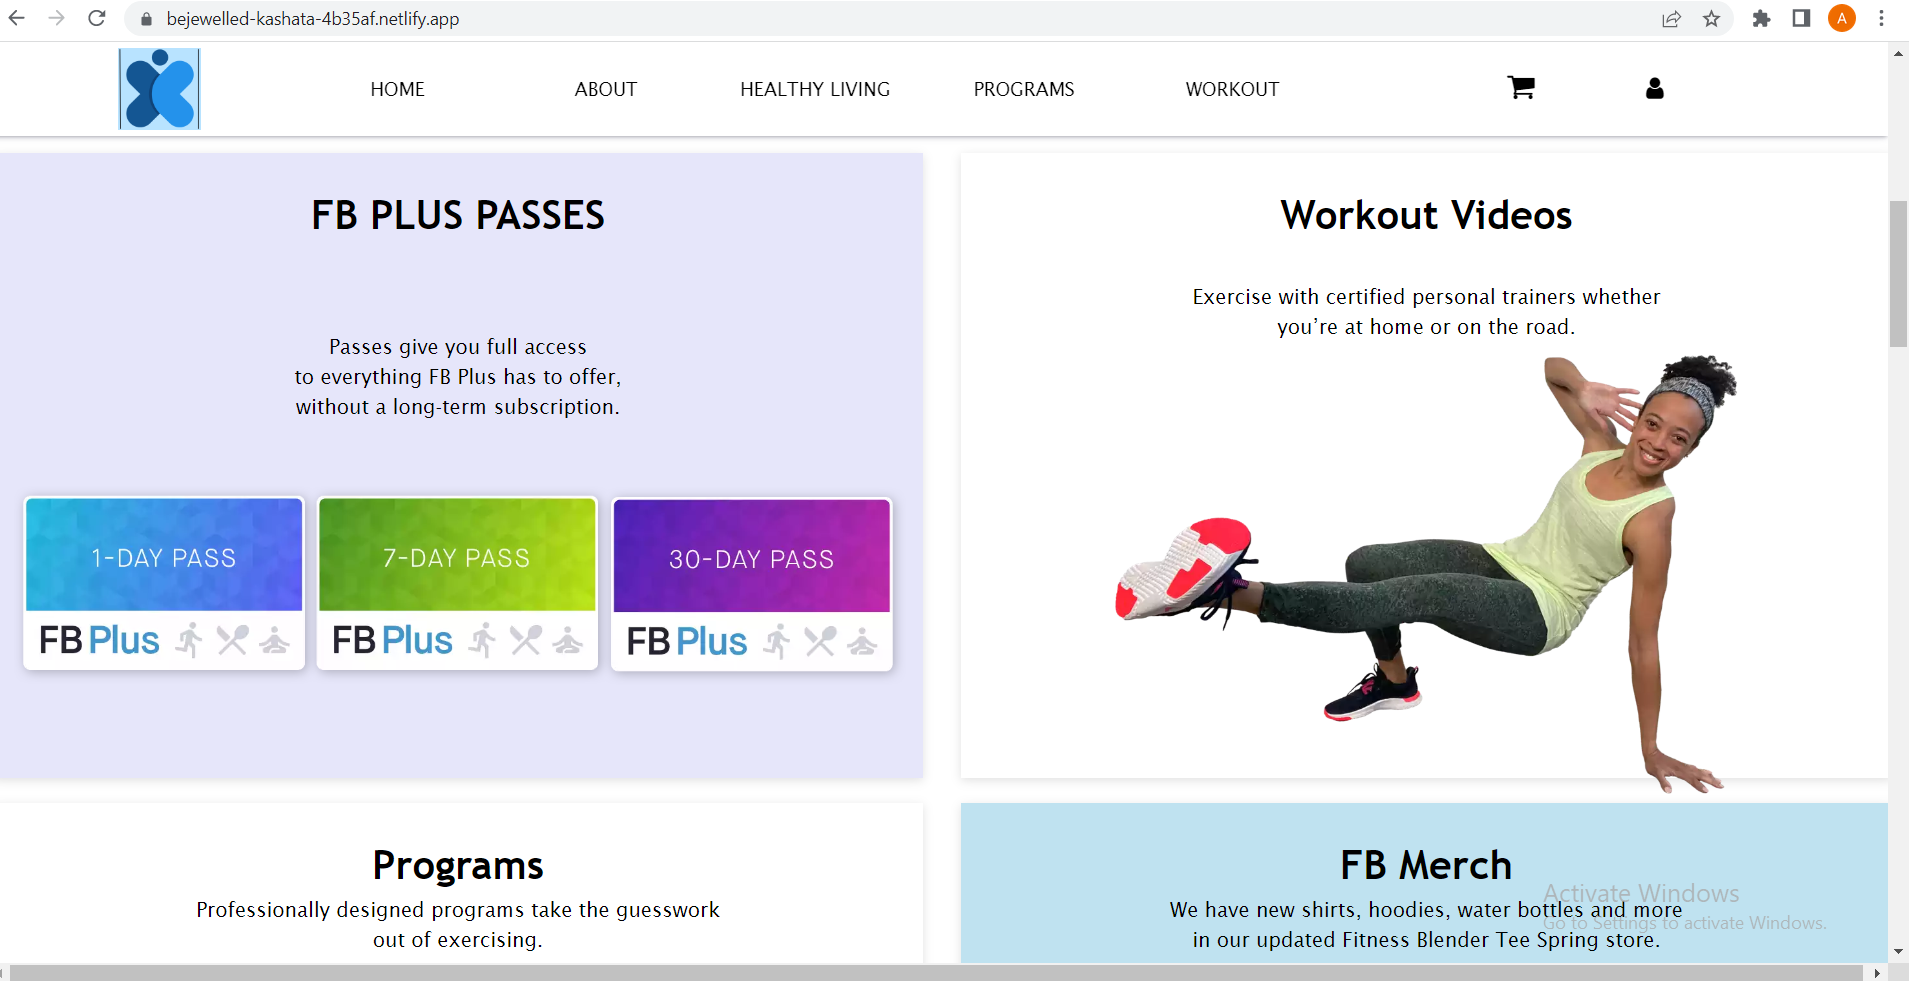 bejewelled-kashata-4b35af.netlify.app
A
HOME ABOUT HEALTHY LIVING PROGRAMS WORKOUT
FB PLUS PASSES
Passes give you full access
to everything FB Plus has to offer,
without a long-term subscription.
1-DAY PASS
FB Plus
7-DAY PASS
FB Plus
30-DAY PASS
FB Plus
Workout Videos
Exercise with certified personal trainers whether
you’re at home or on the road.
Programs
Professionally designed programs take the guesswork
out of exercising.
FB Merch
We have new shirts, hoodies, water bottles and more
in our updated Fitness Blender Tee Spring store.
Activate Windows
Go to Settings to activate Windows.